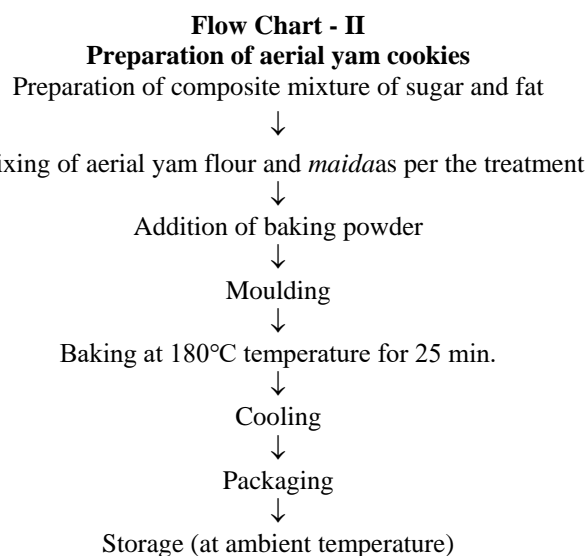 Flow Chart - II
Preparation of aerial yam cookies
Preparation of composite mixture of sugar and fat
↓
ixing of aerial yam flour and maidaas per the treatment
↓
Addition of baking powder
↓
Moulding
↓
Baking at 180°C temperature for 25 min.
↓
Cooling
↓
Packaging
↓
Storage (at ambient temperature)